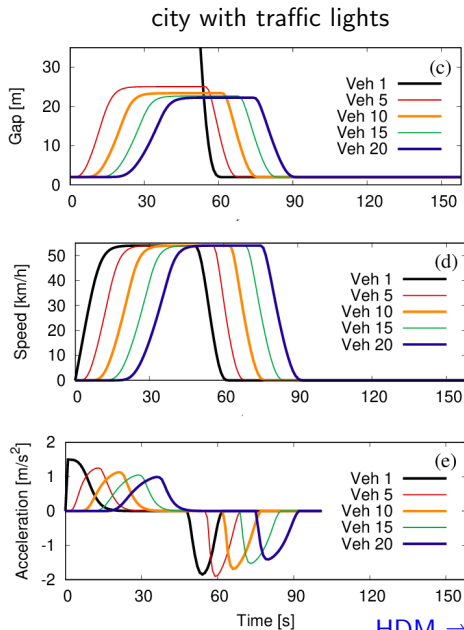 city with traffic lights
(c)
Gap [m]
30
20
10
0
Veh 1
Veh 5
Veh 10
Veh 15
Veh 20
0 30 60 90 120 150
(d)
Speed [km/h]
50
40
30
20
10
0
Veh 1
Veh 5
Veh 10
Veh 15
Veh 20
0 30 60 90 120 150
(e)
Acceleration [m/s²]
2
1
0
-1
-2
Veh 1
Veh 5
Veh 10
Veh 15
Veh 20
0 30 60 90 120 150
Time [s]
HDM →